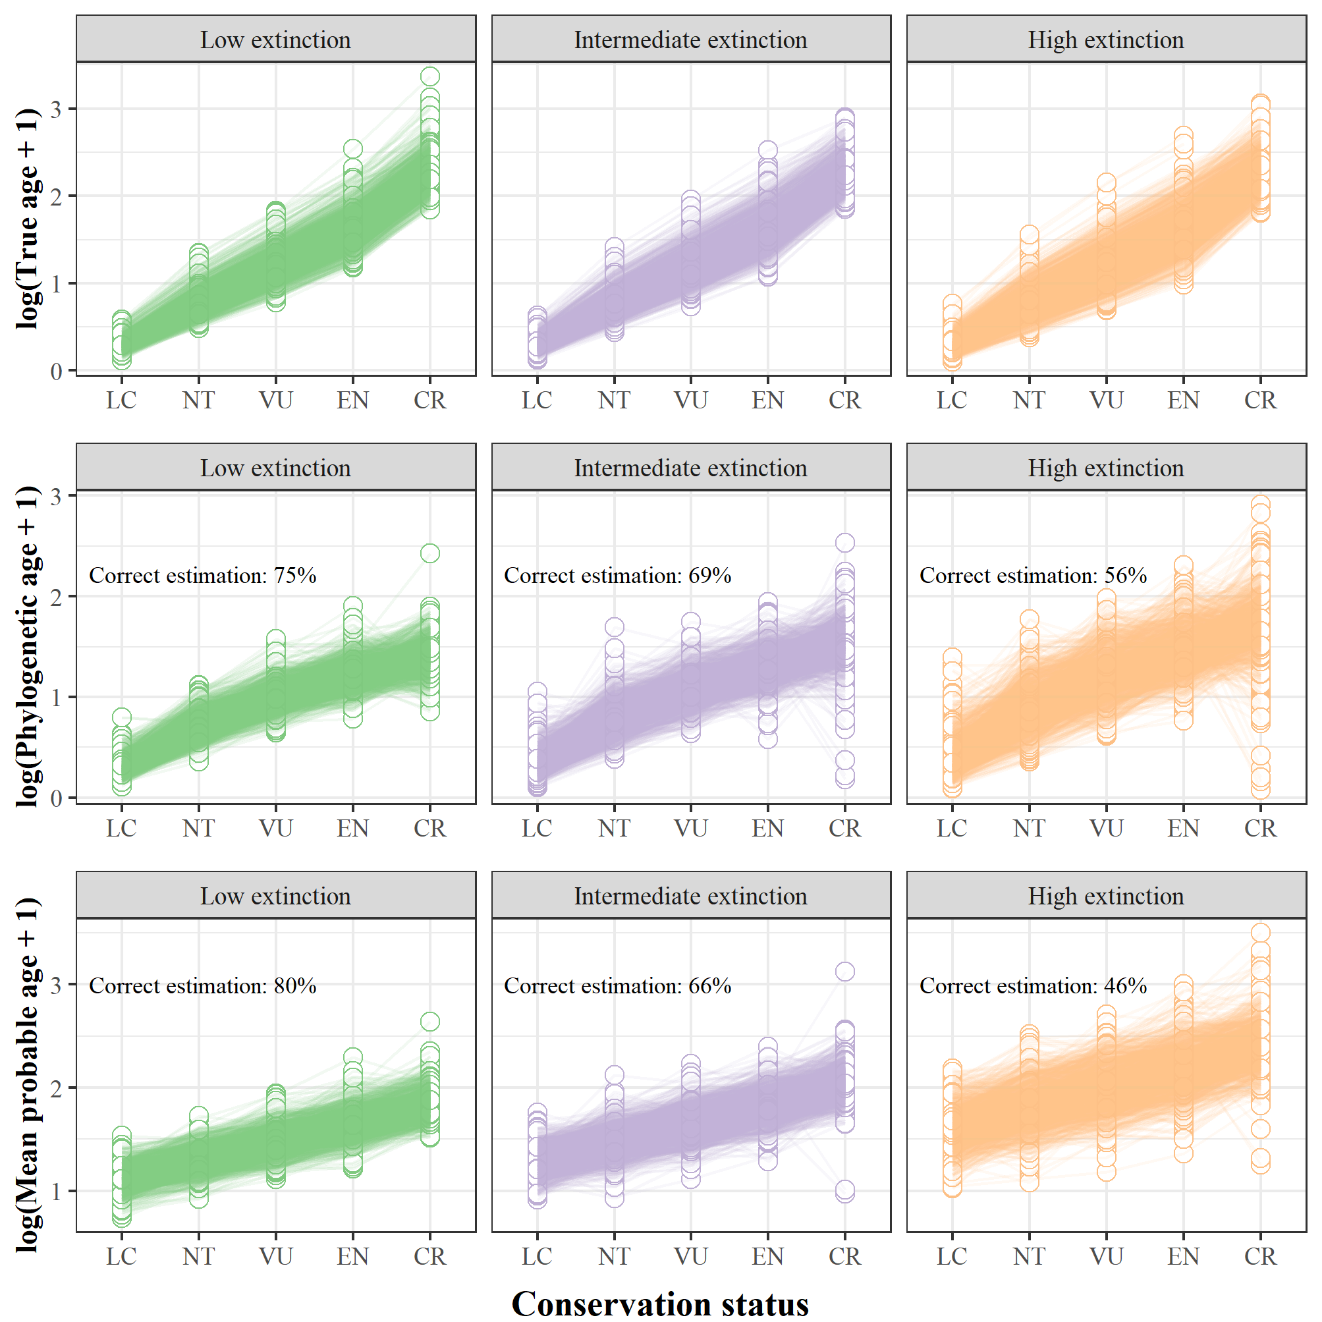 Low extinction
Intermediate extinction
High extinction
log(True age + 1)
3
2
1
0
LC NT VU EN CR
LC NT VU EN CR
LC NT VU EN CR
Low extinction
Intermediate extinction
High extinction
log(Phylogenetic age + 1)
3
2
1
0
Correct estimation: 75%
Correct estimation: 69%
Correct estimation: 56%
LC NT VU EN CR
LC NT VU EN CR
LC NT VU EN CR
Low extinction
Intermediate extinction
High extinction
log(Mean probable age + 1)
3
2
1
Correct estimation: 80%
Correct estimation: 66%
Correct estimation: 46%
LC NT VU EN CR
LC NT VU EN CR
LC NT VU EN CR
Conservation status